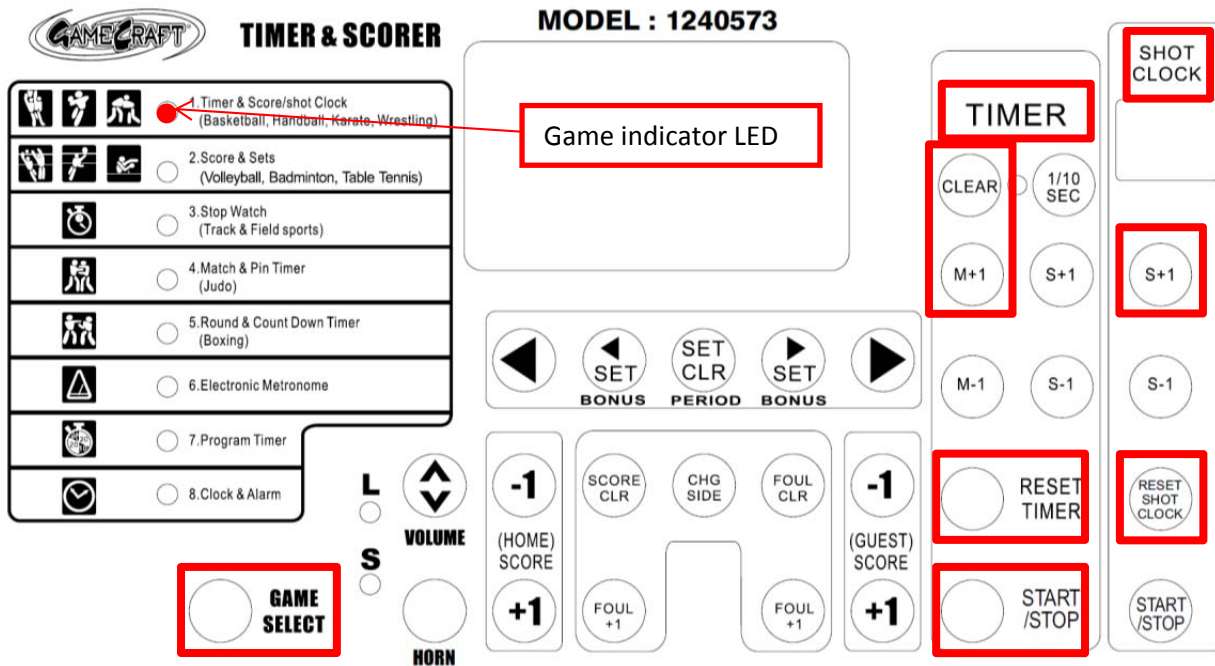 GAMECRAFT
TIMER & SCORER
MODEL : 1240573
1.Timer & Score/shot Clock
(Basketball, Handball, Karate, Wrestling)
2.Score & Sets
(Volleyball, Badminton, Table Tennis)
3.Stop Watch
(Track & Field sports)
4.Match & Pin Timer
(Judo)
5.Round & Count Down Timer
(Boxing)
6.Electronic Metronome
7.Program Timer
8.Clock & Alarm
Game indicator LED
GAME
SELECT
L
S
VOLUME
HORN
SET
BONUS
SET
CLR
PERIOD
SET
BONUS
-1
(HOME)
SCORE
+1
SCORE
CLR
CHG
SIDE
FOUL
CLR
FOUL
+1
FOUL
+1
-1
(GUEST)
SCORE
+1
TIMER
CLEAR
1/10
SEC
M+1
S+1
M-1
S-1
RESET
TIMER
START
/STOP
SHOT
CLOCK
S+1
S-1
RESET
SHOT
CLOCK
START
/STOP